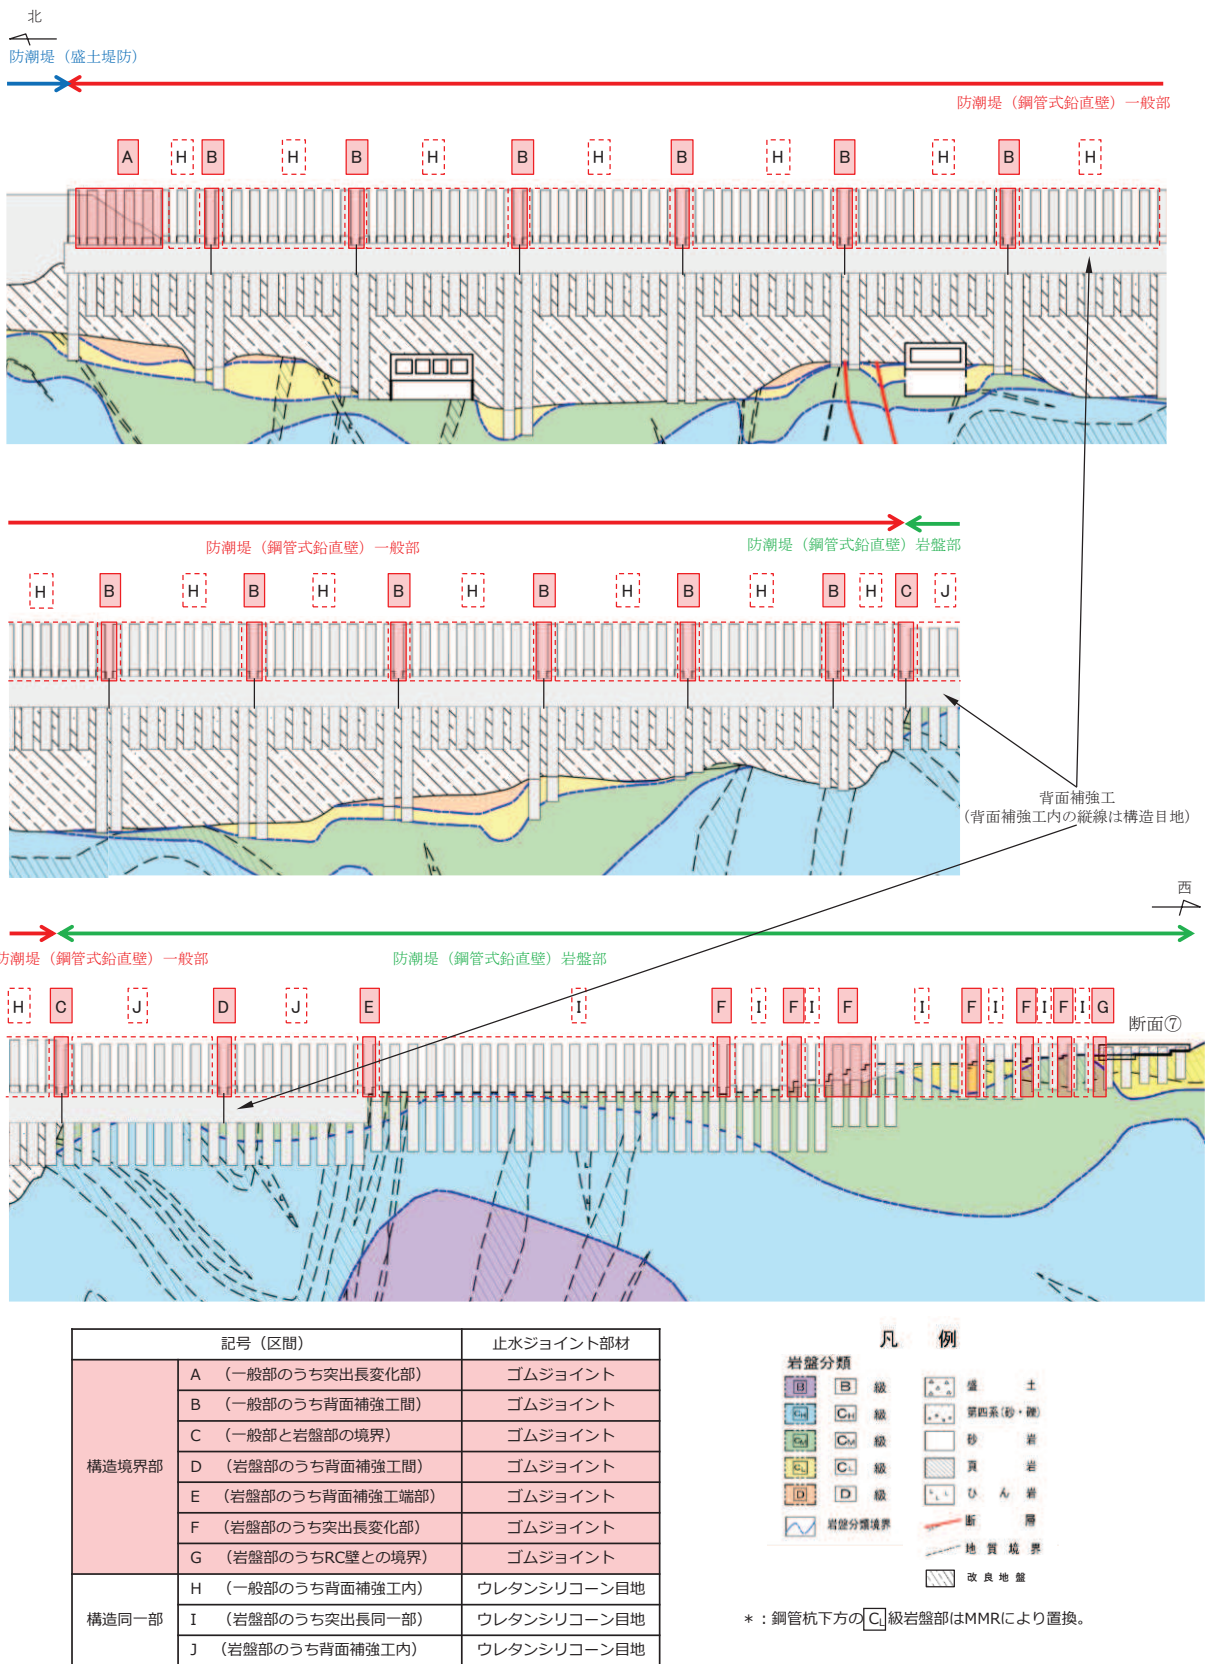 北
防潮堤（盛土堤防）
防潮堤（鋼管式鉛直壁）一般部
A H B H B H B H B H B H B H
防潮堤（鋼管式鉛直壁）一般部
防潮堤（鋼管式鉛直壁）岩盤部
H B H B H B H B H B H B H C J
背面補強工
（背面補強工内の縦線は構造目地）
西
防潮堤（鋼管式鉛直壁）一般部
防潮堤（鋼管式鉛直壁）岩盤部
H C J D J E I F I F I F I F I F I F I G
断面⑦
記号（区間） 止水ジョイント部材
構造境界部
A （一般部のうち突出長変化部） ゴムジョイント
B （一般部のうち背面補強工間） ゴムジョイント
C （一般部と岩盤部の境界） ゴムジョイント
D （岩盤部のうち背面補強工間） ゴムジョイント
E （岩盤部のうち背面補強工端部） ゴムジョイント
F （岩盤部のうち突出長変化部） ゴムジョイント
G （岩盤部のうちRC壁との境界） ゴムジョイント
構造同一部
H （一般部のうち背面補強工内） ウレタンシリコーン目地
I （岩盤部のうち突出長同一部） ウレタンシリコーン目地
J （岩盤部のうち背面補強工内） ウレタンシリコーン目地
凡 例
岩盤分類
B B 級
CH CH 級
CM CM 級
CL CL 級
D D 級
岩盤分類境界
盛 土
第四系(砂・礫)
砂 岩
頁 岩
ひ ん 岩
断 層
地 質 境 界
改 良 地 盤
＊：鋼管杭下方のCL級岩盤部はMMRにより置換。